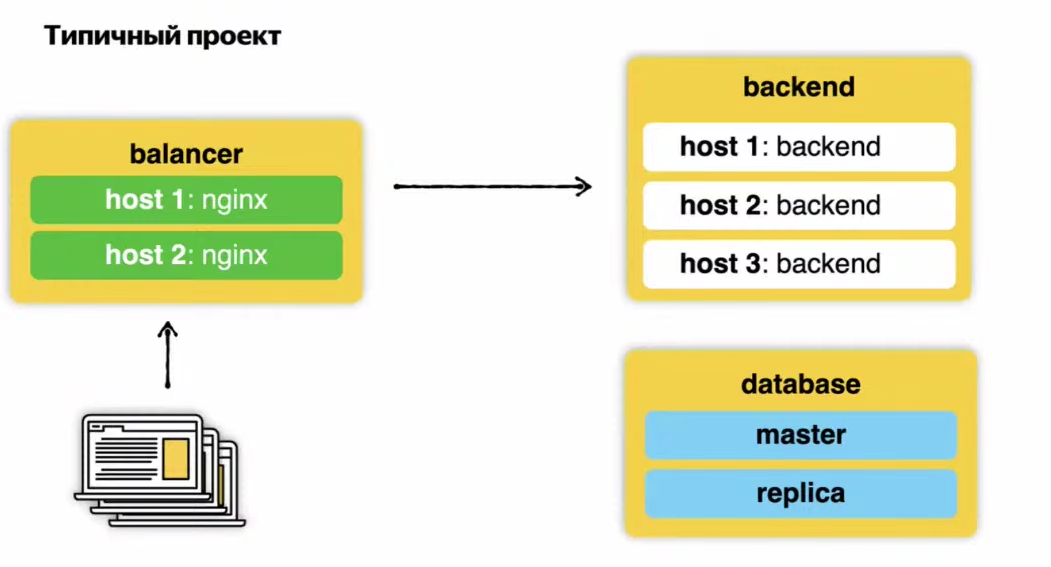 Типичный проект
balancer
host 1: nginx
host 2: nginx
backend
host 1: backend
host 2: backend
host 3: backend
database
master
replica